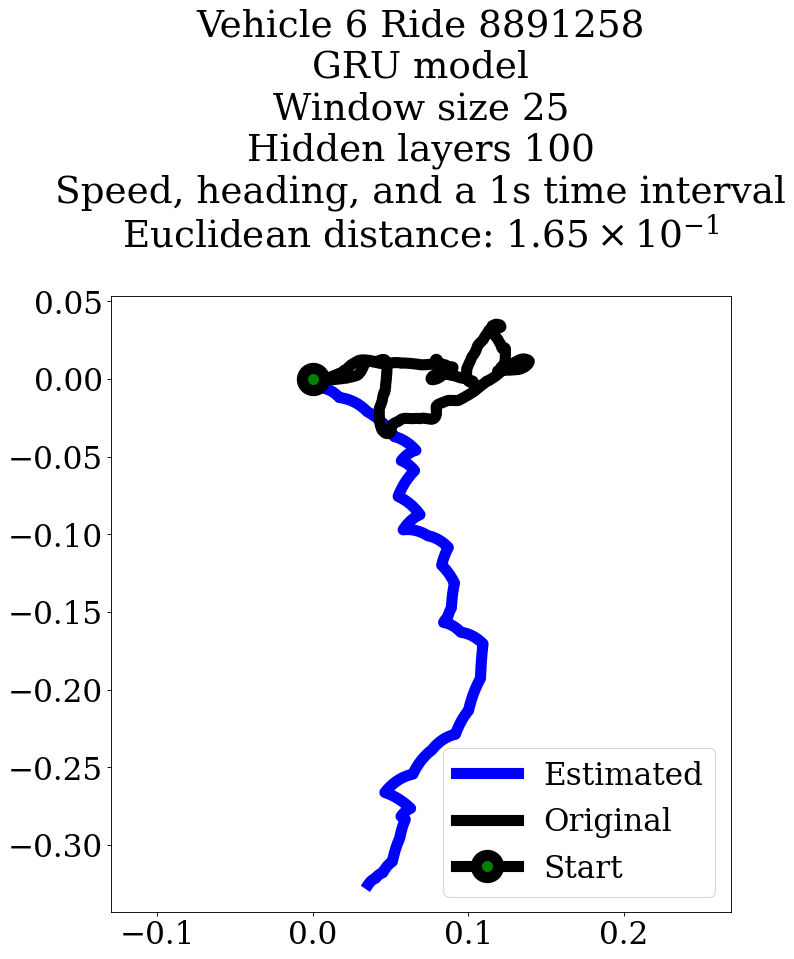 Vehicle 6 Ride 8891258
GRU model
Window size 25
Hidden layers 100
Speed, heading, and a 1s time interval
Euclidean distance: 1.65 × 10⁻¹
0.05
0.00
−0.05
−0.10
−0.15
−0.20
−0.25
−0.30
Estimated
Original
Start
−0.1
0.0
0.1
0.2